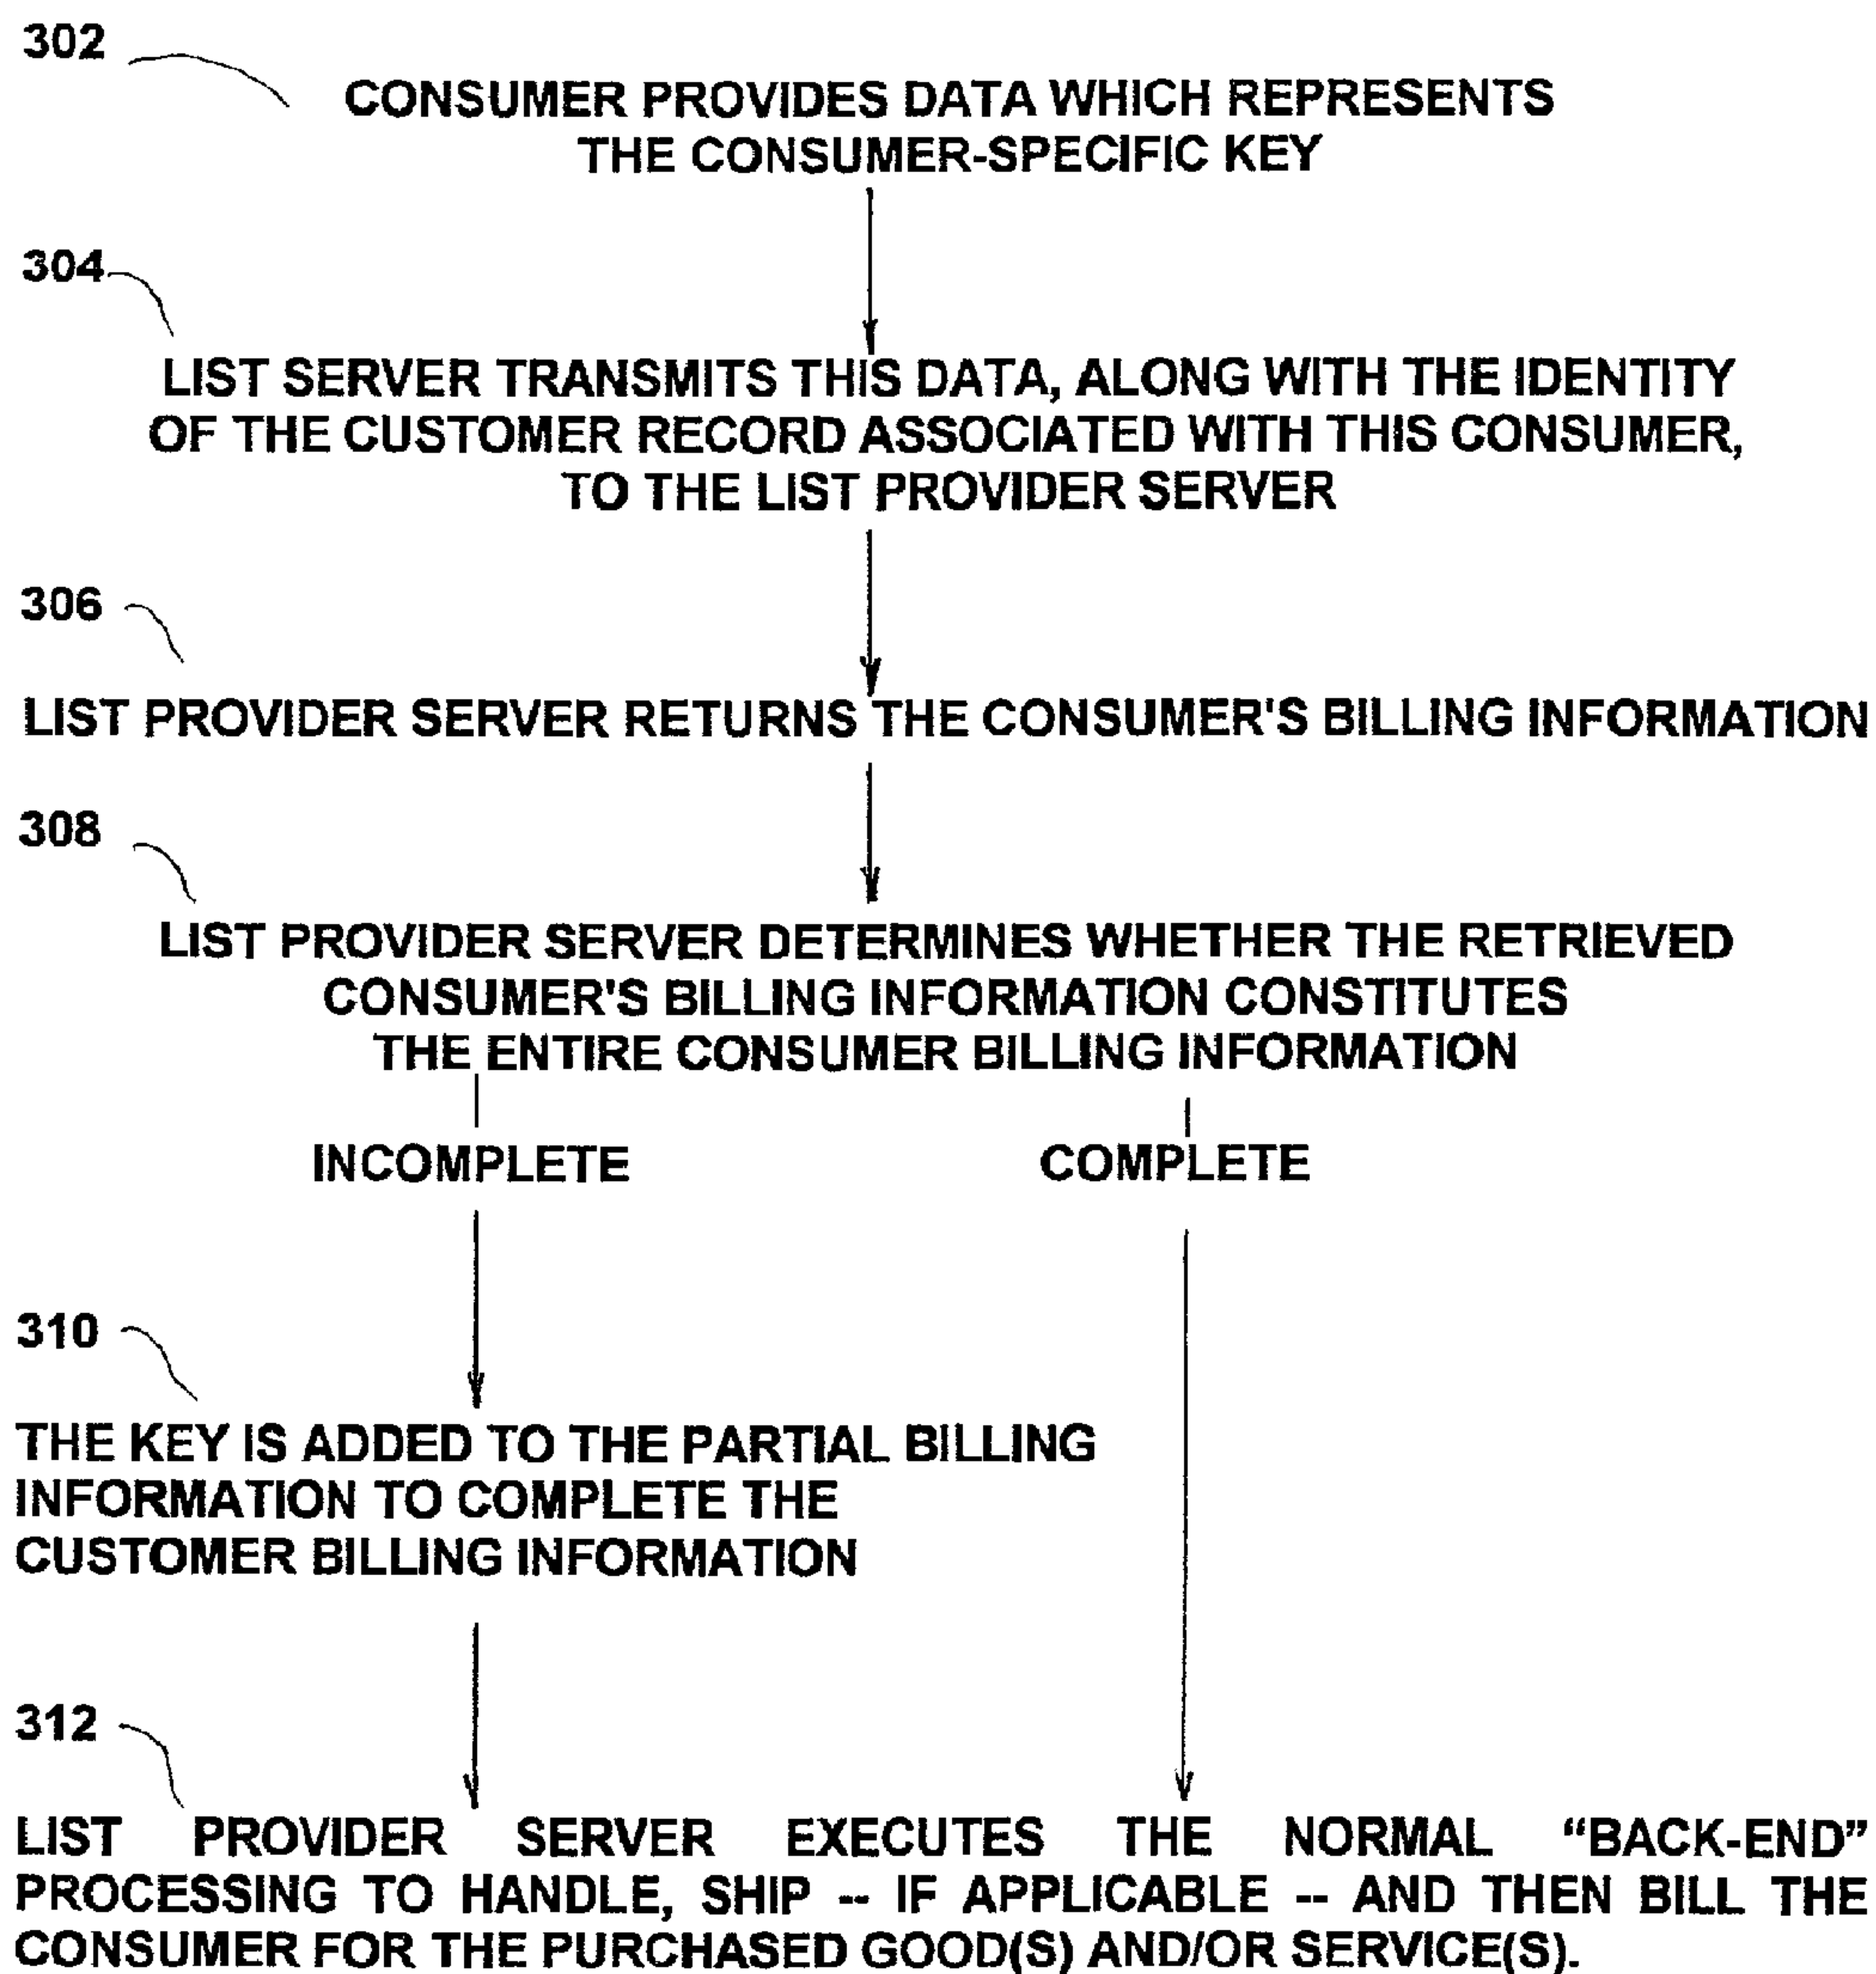 302
CONSUMER PROVIDES DATA WHICH REPRESENTS
THE CONSUMER-SPECIFIC KEY
304
LIST SERVER TRANSMITS THIS DATA, ALONG WITH THE IDENTITY
OF THE CUSTOMER RECORD ASSOCIATED WITH THIS CONSUMER,
TO THE LIST PROVIDER SERVER
306
LIST PROVIDER SERVER RETURNS THE CONSUMER'S BILLING INFORMATION
308
LIST PROVIDER SERVER DETERMINES WHETHER THE RETRIEVED
CONSUMER'S BILLING INFORMATION CONSTITUTES
THE ENTIRE CONSUMER BILLING INFORMATION
INCOMPLETE
COMPLETE
310
THE KEY IS ADDED TO THE PARTIAL BILLING
INFORMATION TO COMPLETE THE
CUSTOMER BILLING INFORMATION
312
LIST PROVIDER SERVER EXECUTES THE NORMAL “BACK-END”
PROCESSING TO HANDLE, SHIP -- IF APPLICABLE -- AND THEN BILL THE
CONSUMER FOR THE PURCHASED GOOD(S) AND/OR SERVICE(S).